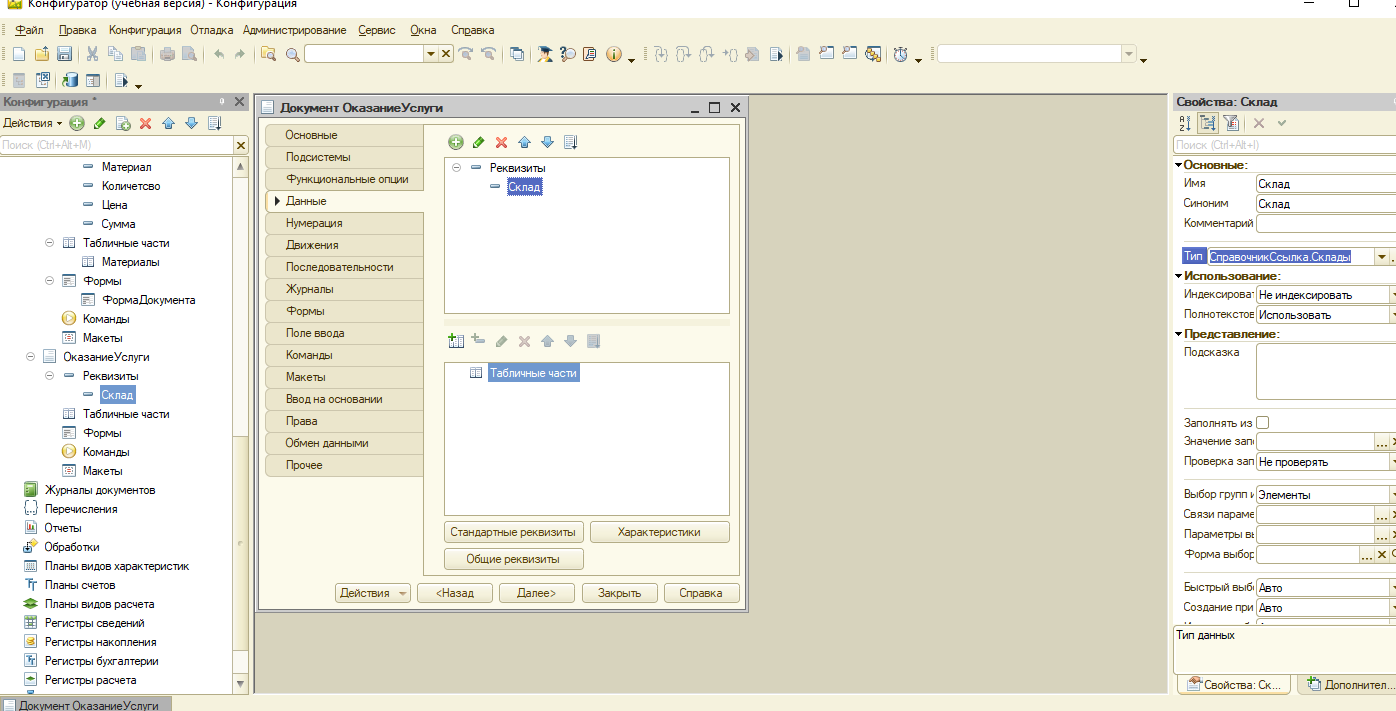 Конфигуратор (учебная версия) - Конфигурация
Файл Правка Конфигурация Отладка Администрирование Сервис Окна Справка
Конфигурация *
Действия
Поиск (Ctrl+Alt+M)
Материал
Количетсво
Цена
Сумма
Табличные части
Материалы
Формы
ФормаДокумента
Команды
Макеты
ОказаниеУслуги
Реквизиты
Склад
Табличные части
Формы
Команды
Макеты
Журналы документов
Перечисления
Отчеты
Обработки
Планы видов характеристик
Планы счетов
Планы видов расчета
Регистры сведений
Регистры накопления
Регистры бухгалтерии
Регистры расчета
Документ ОказаниеУслуги
Основные
Подсистемы
Функциональные опции
Данные
Нумерация
Движения
Последовательности
Журналы
Формы
Поле ввода
Команды
Макеты
Ввод на основании
Права
Обмен данными
Прочее
Реквизиты
Склад
Табличные части
Стандартные реквизиты Характеристики
Общие реквизиты
Действия <Назад Далее> Закрыть Справка
Свойства: Склад
Поиск (Ctrl+Alt+I)
Основные:
Имя Склад
Синоним Склад
Комментарий
Тип СправочникСсылка.Склады
Использование:
Индексироват Не индексировать
Полнотекстов Использовать
Представление:
Подсказка
Заполнять из
Значение запо
Проверка зап Не проверять
Выбор групп и Элементы
Связи параме
Параметры вы
Форма выбор
Быстрый выбо Авто
Создание при Авто
Тип данных
Свойства: Ск... Дополнител...
Документ ОказаниеУслуги